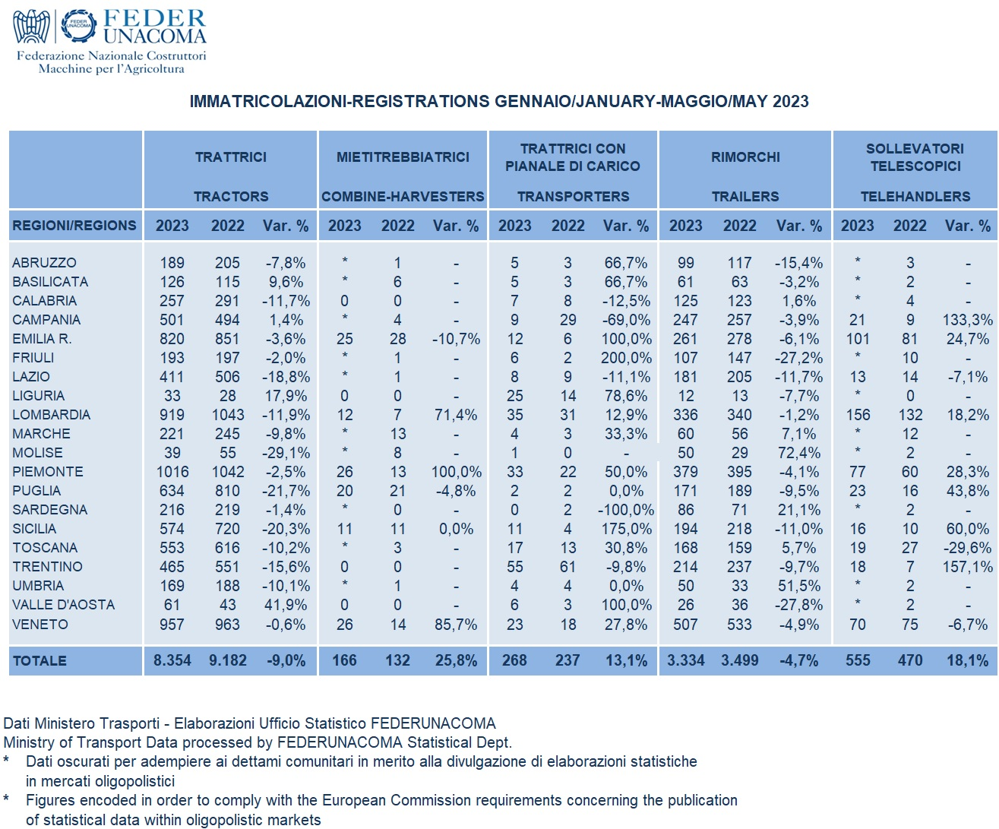 FEDER
UNACOMA
FEDER
UNACOMA
Federazione Nazionale Costruttori
Macchine per l'Agricoltura
IMMATRICOLAZIONI-REGISTRATIONS GENNAIO/JANUARY-MAGGIO/MAY 2023
TRATTRICI MIETITREBBIATRICI TRATTRICI CON PIANALE DI CARICO RIMORCHI SOLLEVATORI TELESCOPICI
TRACTORS COMBINE-HARVESTERS TRANSPORTERS TRAILERS TELEHANDLERS
REGIONI/REGIONS 2023 2022 Var. % 2023 2022 Var. % 2023 2022 Var. % 2023 2022 Var. % 2023 2022 Var. %
ABRUZZO 189 205 -7,8% * 1 - 5 3 66,7% 99 117 -15,4% * 3 -
BASILICATA 126 115 9,6% * 6 - 5 3 66,7% 61 63 -3,2% * 2 -
CALABRIA 257 291 -11,7% 0 0 - 7 8 -12,5% 125 123 1,6% * 4 -
CAMPANIA 501 494 1,4% * 4 - 9 29 -69,0% 247 257 -3,9% 21 9 133,3%
EMILIA R. 820 851 -3,6% 25 28 -10,7% 12 6 100,0% 261 278 -6,1% 101 81 24,7%
FRIULI 193 197 -2,0% * 1 - 6 2 200,0% 107 147 -27,2% * 10 -
LAZIO 411 506 -18,8% * 1 - 8 9 -11,1% 181 205 -11,7% 13 14 -7,1%
LIGURIA 33 28 17,9% 0 0 - 25 14 78,6% 12 13 -7,7% * 0 -
LOMBARDIA 919 1043 -11,9% 12 7 71,4% 35 31 12,9% 336 340 -1,2% 156 132 18,2%
MARCHE 221 245 -9,8% * 13 - 4 3 33,3% 60 56 7,1% * 12 -
MOLISE 39 55 -29,1% * 8 - 1 0 - 50 29 72,4% * 2 -
PIEMONTE 1016 1042 -2,5% 26 13 100,0% 33 22 50,0% 379 395 -4,1% 77 60 28,3%
PUGLIA 634 810 -21,7% 20 21 -4,8% 2 2 0,0% 171 189 -9,5% 23 16 43,8%
SARDEGNA 216 219 -1,4% * 0 - 0 2 -100,0% 86 71 21,1% * 2 -
SICILIA 574 720 -20,3% 11 11 0,0% 11 4 175,0% 194 218 -11,0% 16 10 60,0%
TOSCANA 553 616 -10,2% * 3 - 17 13 30,8% 168 159 5,7% 19 27 -29,6%
TRENTINO 465 551 -15,6% 0 0 - 55 61 -9,8% 214 237 -9,7% 18 7 157,1%
UMBRIA 169 188 -10,1% * 1 - 4 4 0,0% 50 33 51,5% * 2 -
VALLE D'AOSTA 61 43 41,9% 0 0 - 6 3 100,0% 26 36 -27,8% * 2 -
VENETO 957 963 -0,6% 26 14 85,7% 23 18 27,8% 507 533 -4,9% 70 75 -6,7%
TOTALE 8.354 9.182 -9,0% 166 132 25,8% 268 237 13,1% 3.334 3.499 -4,7% 555 470 18,1%
Dati Ministero Trasporti - Elaborazioni Ufficio Statistico FEDERUNACOMA
Ministry of Transport Data processed by FEDERUNACOMA Statistical Dept.
* Dati oscurati per adempiere ai dettami comunitari in merito alla divulgazione di elaborazioni statistiche
in mercati oligopolistici
* Figures encoded in order to comply with the European Commission requirements concerning the publication
of statistical data within oligopolistic markets